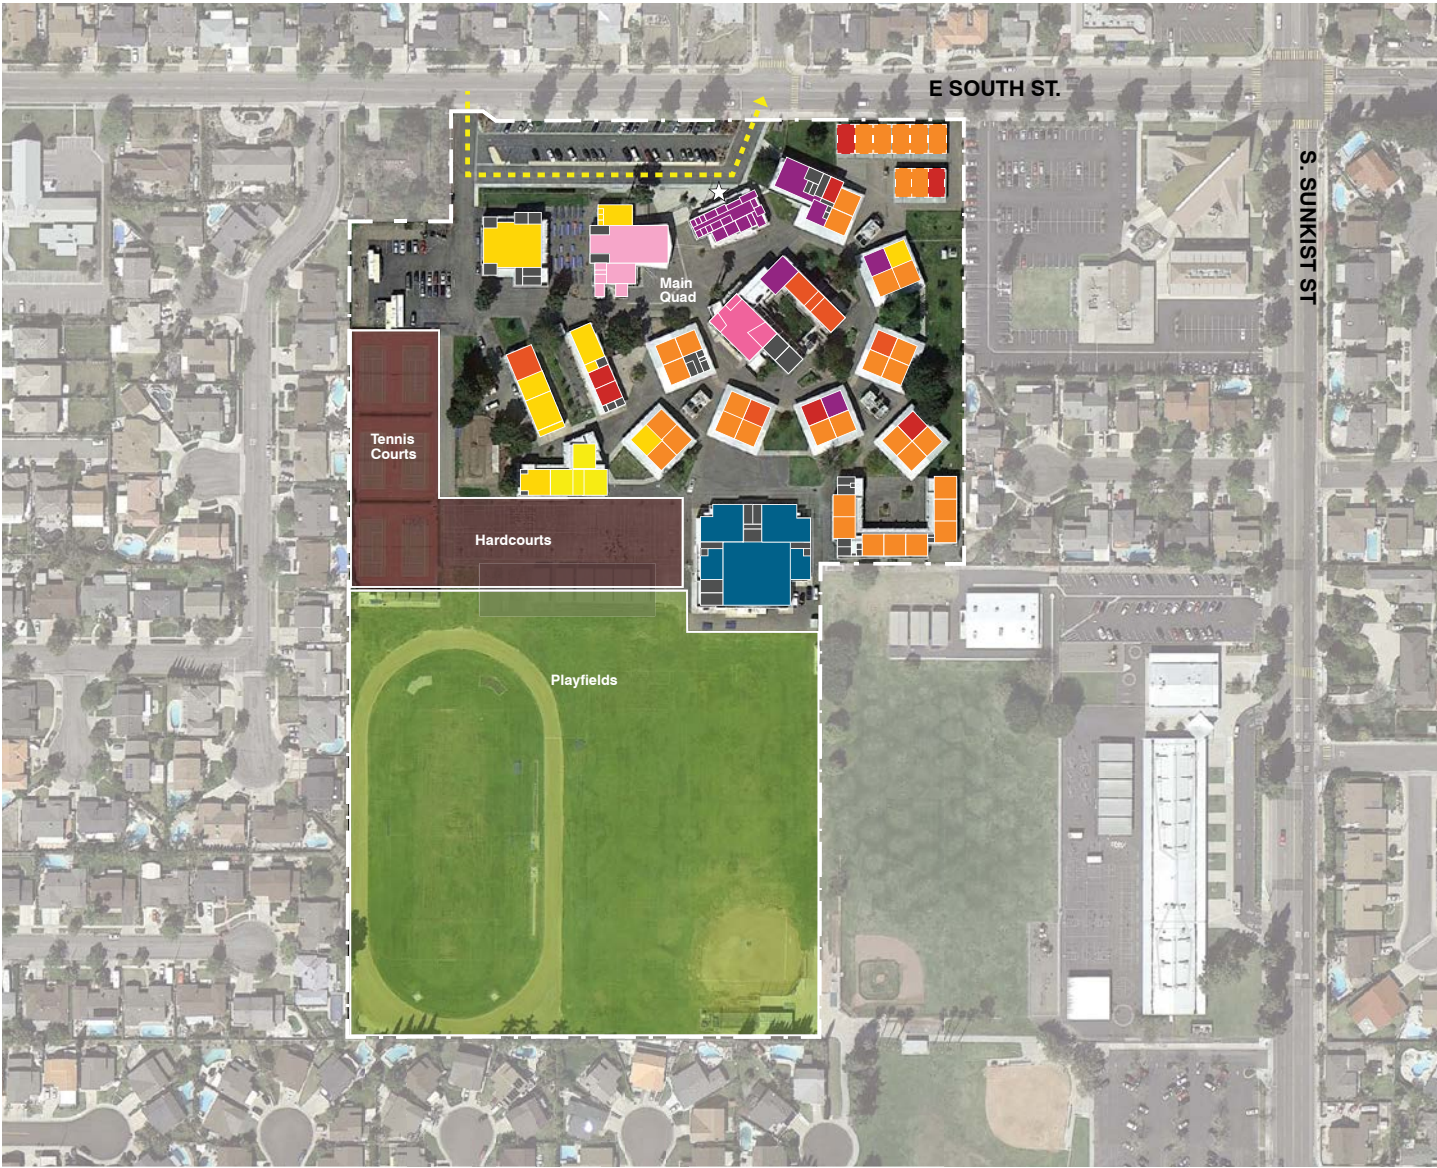 E SOUTH ST.
S. SUNKIST ST
Main
Quad
Tennis
Courts
Hardcourts
Playfields